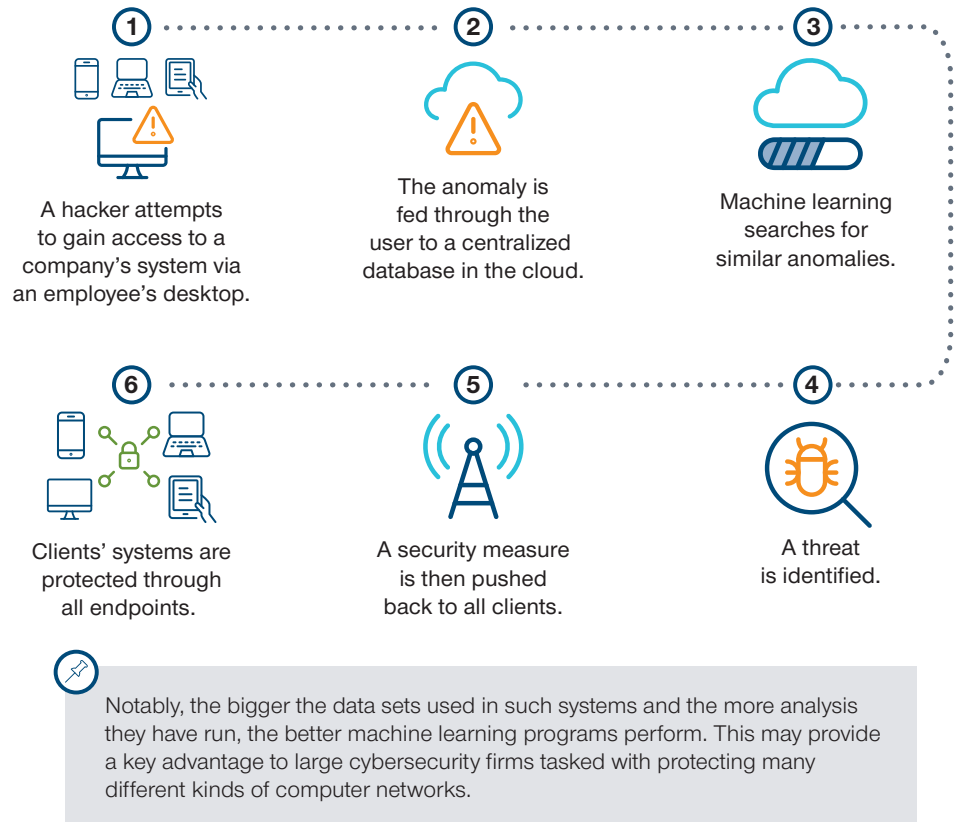 1
A hacker attempts
to gain access to a
company's system via
an employee's desktop.
2
The anomaly is
fed through the
user to a centralized
database in the cloud.
3
Machine learning
searches for
similar anomalies.
4
A threat
is identified.
5
A security measure
is then pushed
back to all clients.
6
Clients' systems are
protected through
all endpoints.
Notably, the bigger the data sets used in such systems and the more analysis
they have run, the better machine learning programs perform. This may provide
a key advantage to large cybersecurity firms tasked with protecting many
different kinds of computer networks.